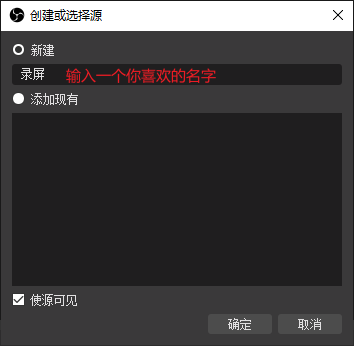 创建或选择源
新建
录屏 输入一个你喜欢的名字
添加现有
使源可见
确定 取消